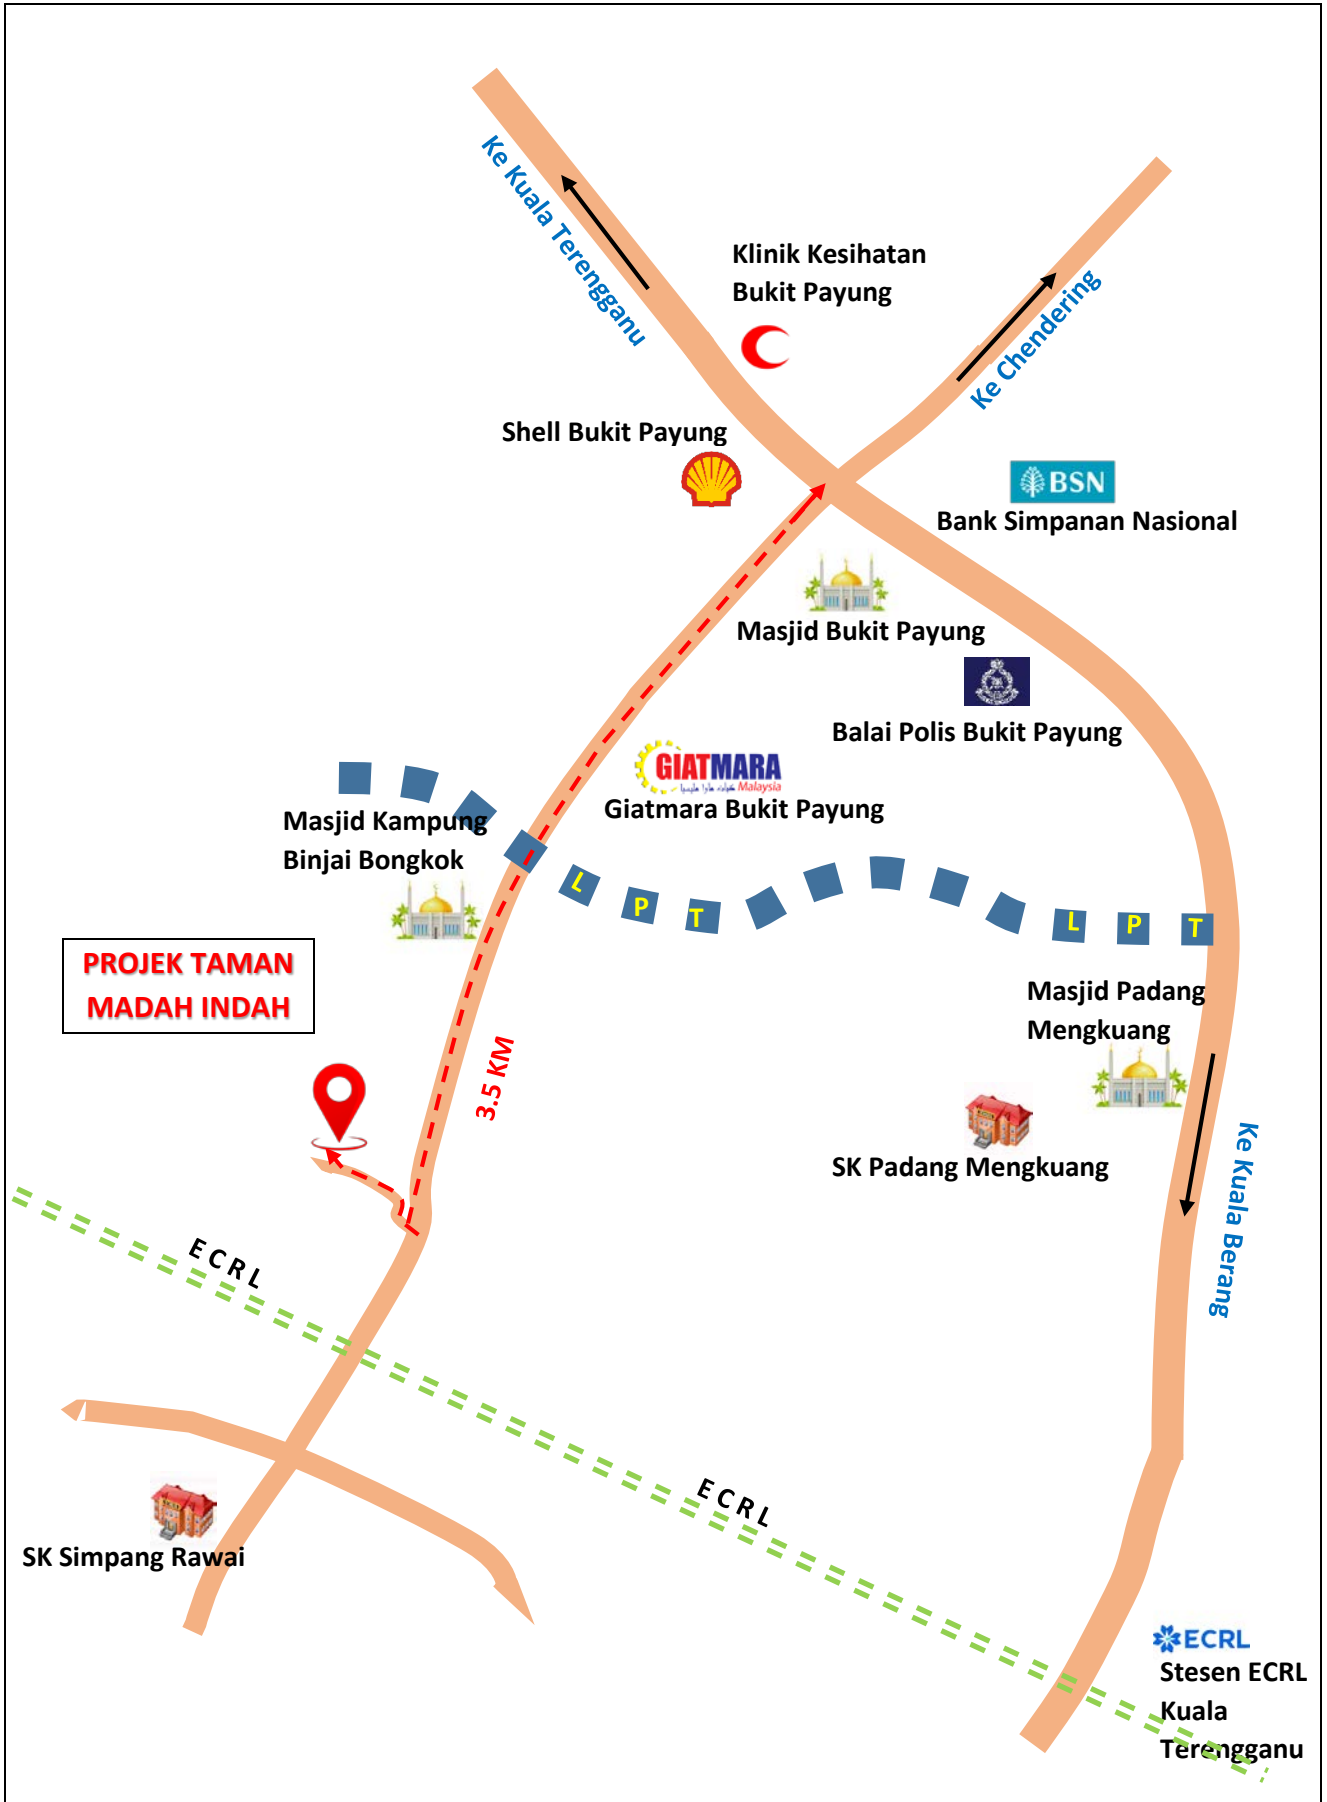 Ke Kuala Terengganu
Klinik Kesihatan
Bukit Payung
Ke Chendering
Shell Bukit Payung
BSN
Bank Simpanan Nasional
Masjid Bukit Payung
Balai Polis Bukit Payung
GIATMARA
Malaysia
Giatmara Bukit Payung
Masjid Kampung
Binjai Bongkok
L P T
L P T
PROJEK TAMAN
MADAH INDAH
Masjid Padang
Mengkuang
3.5 KM
SK Padang Mengkuang
Ke Kuala Berang
ECRL
ECRL
SK Simpang Rawai
ECRL
Stesen ECRL
Kuala
Terengganu